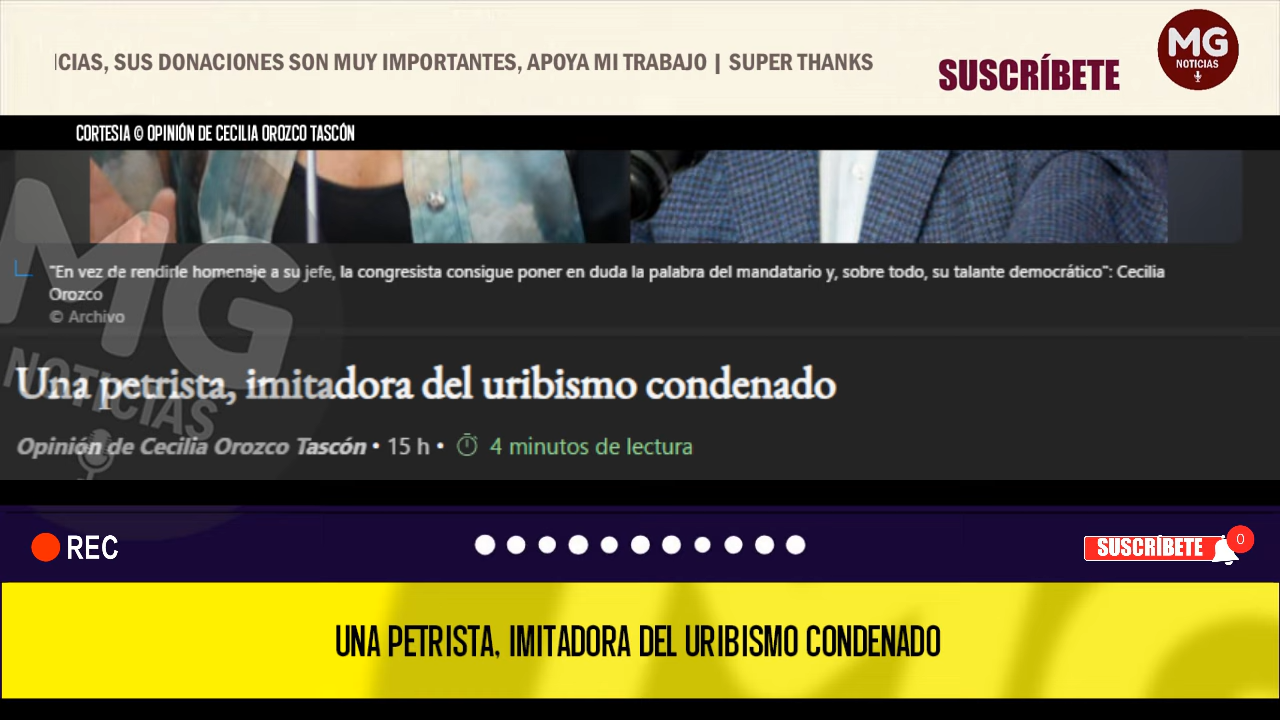 ICIAS, SUS DONACIONES SON MUY IMPORTANTES, APOYA MI TRABAJO | SUPER THANKS
SUSCRÍBETE
MG
NOTICIAS
CORTESIA © OPINIÓN DE CECILIA OROZCO TASCÓN
"En vez de rendirle homenaje a su jefe, la congresista consigue poner en duda la palabra del mandatario y, sobre todo, su talante democrático": Cecilia
Orozco
© Archivo
MG
NOTICIAS
Una petrista, imitadora del uribismo condenado
Opinión de Cecilia Orozco Tascón • 15 h • 4 minutos de lectura
REC
SUSCRÍBETE
0
UNA PETRISTA, IMITADORA DEL URIBISMO CONDENADO